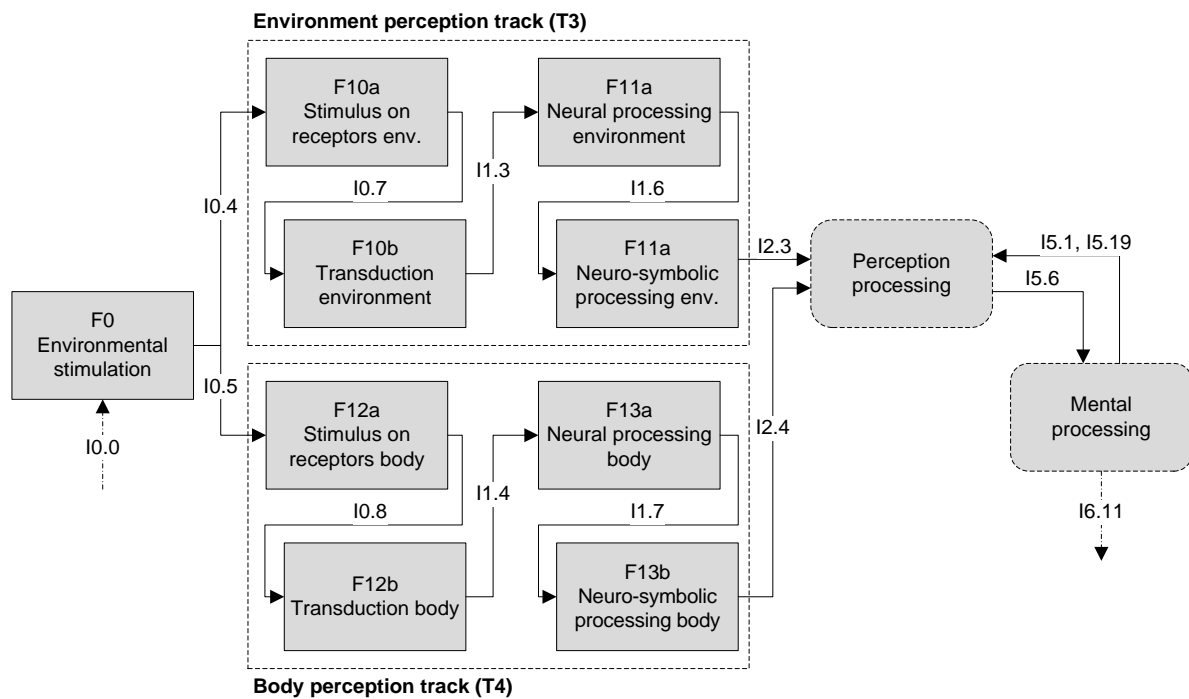 Environment perception track (T3)
F10a
Stimulus on
receptors env.
F11a
Neural processing
environment
I0.4
I0.7
I1.3
I1.6
F10b
Transduction
environment
F11a
Neuro-symbolic
processing env.
I2.3
Perception
processing
I5.1, I5.19
I5.6
F0
Environmental
stimulation
I0.0
I0.5
F12a
Stimulus on
receptors body
F13a
Neural processing
body
I2.4
Mental
processing
I0.8
I1.4
I1.7
I6.11
F12b
Transduction body
F13b
Neuro-symbolic
processing body
Body perception track (T4)